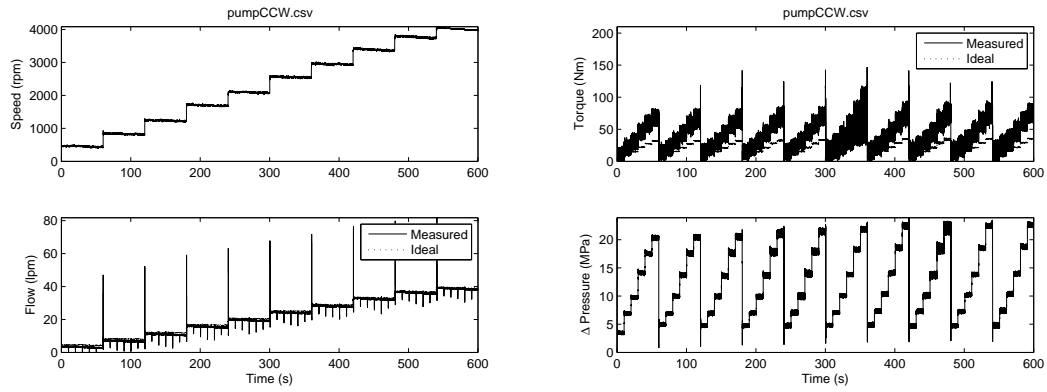 pumpCCW.csv
Speed (rpm)
4000
3000
2000
1000
0
0 100 200 300 400 500 600
pumpCCW.csv
Torque (Nm)
200
150
100
50
0
Measured
Ideal
0 100 200 300 400 500 600
Time (s)
Flow (lpm)
80
60
40
20
0
Measured
Ideal
0 100 200 300 400 500 600
Time (s)
Δ Pressure (MPa)
20
15
10
5
0
0 100 200 300 400 500 600
Time (s)